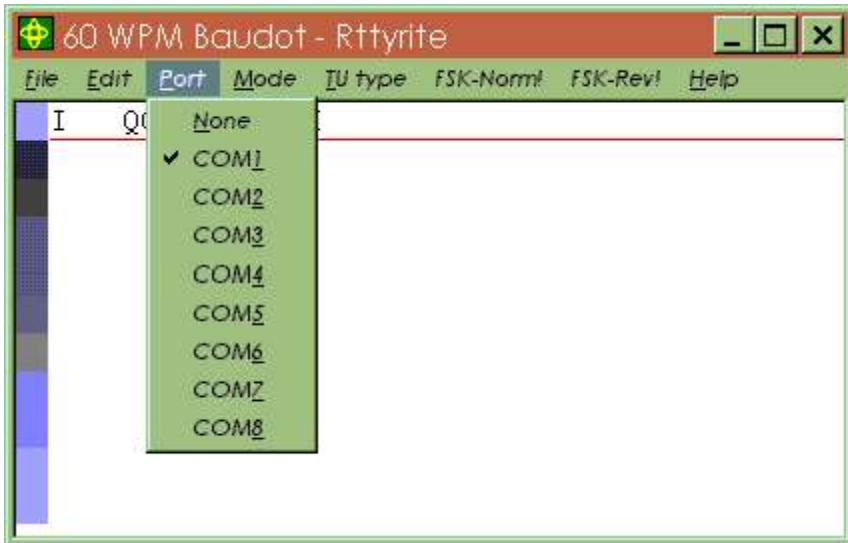 60 WPM Baudot - Rttyrite
File Edit Port Mode TU type FSK-Norm! FSK-Rev! Help
I
None
COM1
COM2
COM3
COM4
COM5
COM6
COM7
COM8